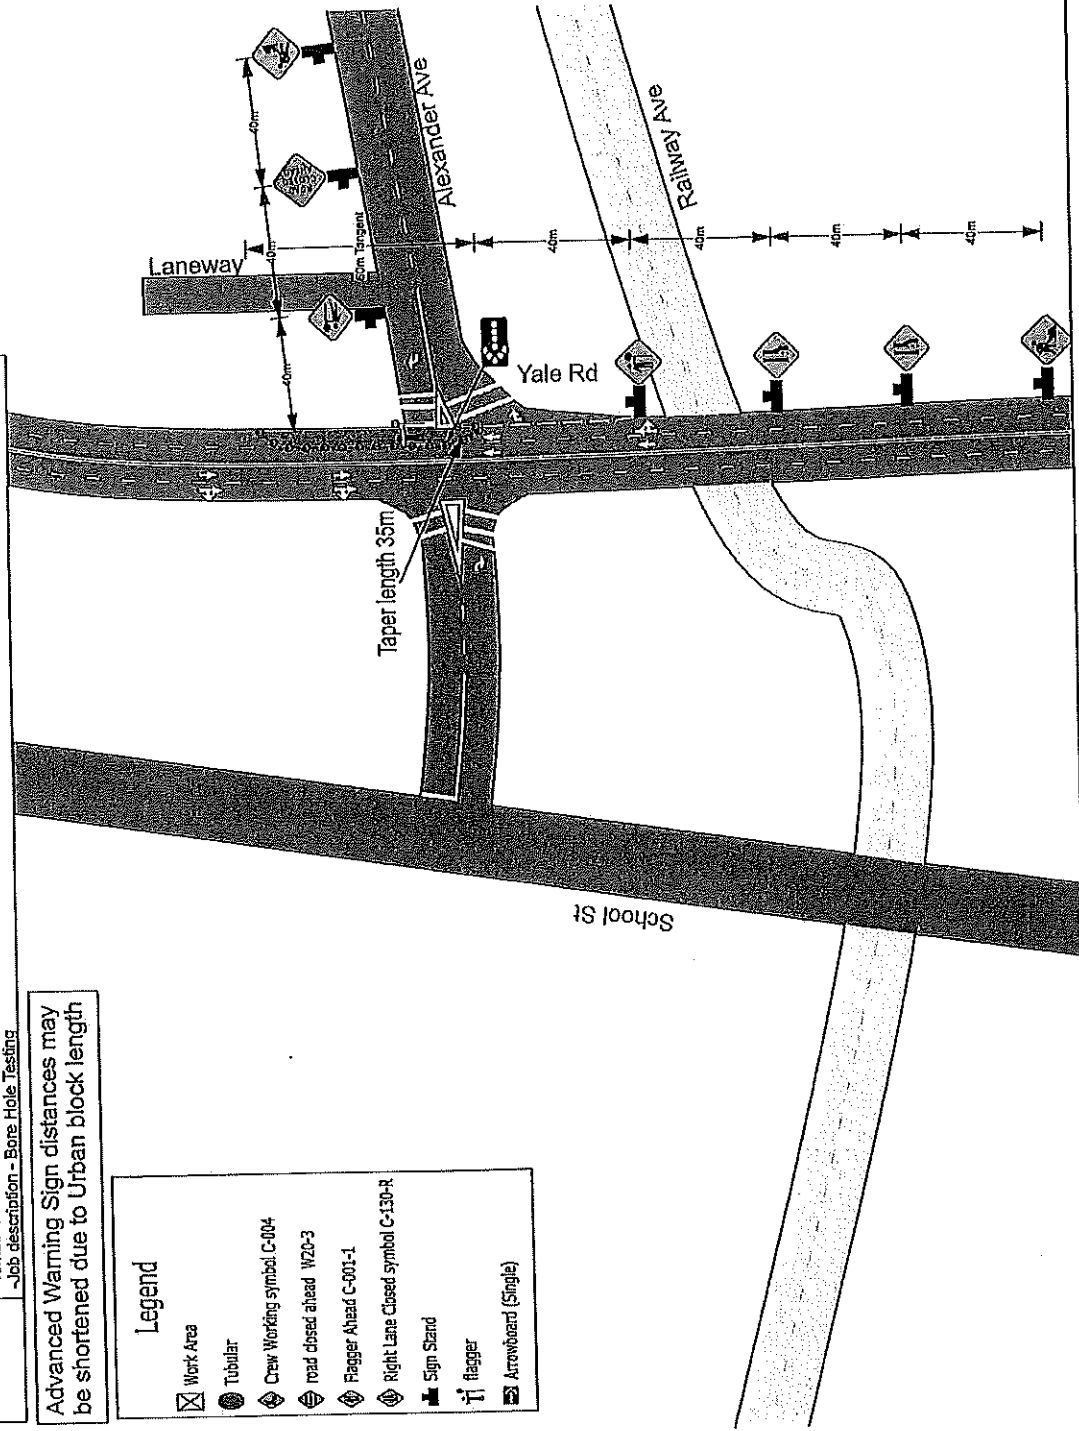 -Job description - Bore Hole Testing
Advanced Warning Sign distances may
be shortened due to Urban block length
Legend
Work Area
Tubular
Crew Working symbol C-004
road closed ahead W20-3
Flagger Ahead C-001-1
Right Lane Closed symbol C-130-R
Sign Stand
flagger
Arrowboard (Single)
School St
Taper length 35m
Yale Rd
Laneway
Alexander Ave
Railway Ave
40m
40m
40m
60m Tangent
40m
40m
40m
40m